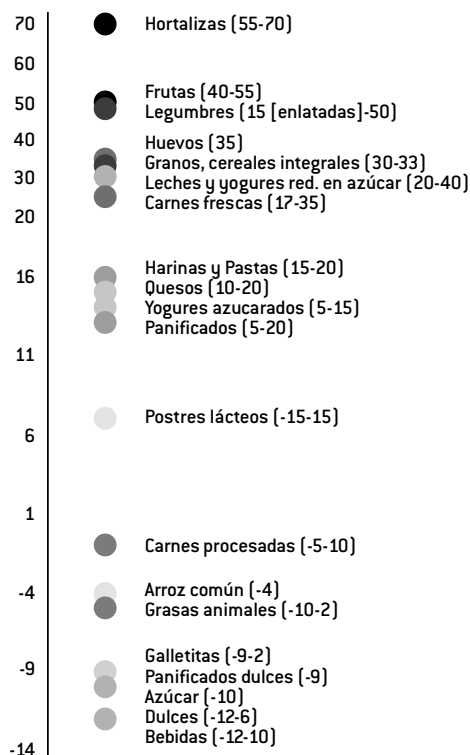 70
Hortalizas (55-70)
60
Frutas (40-55)
50
Legumbres (15 [enlatadas]-50)
40
Huevos (35)
Granos, cereales integrales (30-33)
30
Leches y yogures red. en azúcar (20-40)
Carnes frescas (17-35)
20
Harinas y Pastas (15-20)
16
Quesos (10-20)
Yogures azucarados (5-15)
Panificados (5-20)
11
Postres lácteos (-15-15)
6
1
Carnes procesadas (-5-10)
-4
Arroz común (-4)
Grasas animales (-10-2)
Galletitas (-9-2)
-9
Panificados dulces (-9)
Azúcar (-10)
Dulces (-12-6)
Bebidas (-12-10)
-14